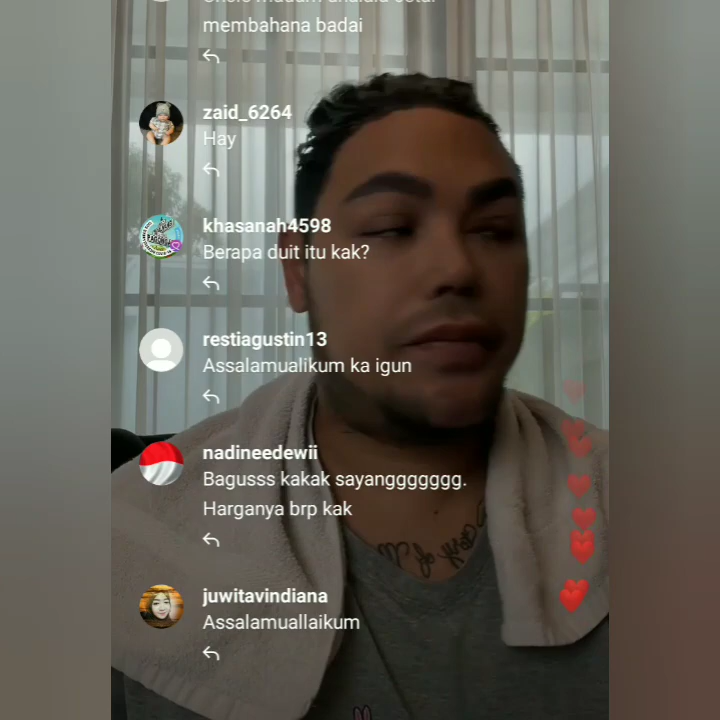 membahana badai
zaid_6264
Hay
khasanah4598
Berapa duit itu kak?
restiagustin13
Assalamualikum ka igun
nadineedewii
Bagusss kakak sayanggggggg.
Harganya brp kak
juwitavindiana
Assalamuallaikum